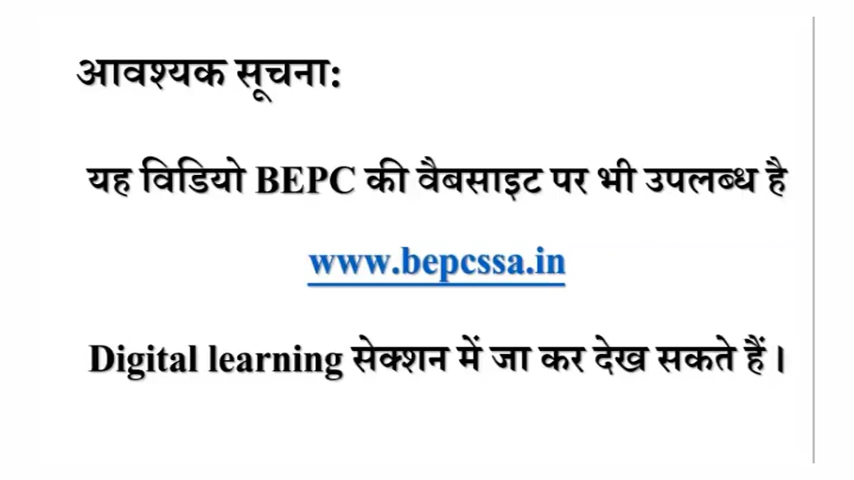 आवश्यक सूचना:
यह विडियो BEPC की वैबसाइट पर भी उपलब्ध है
www.bepcssa.in
Digital learning सेक्शन में जा कर देख सकते हैं।